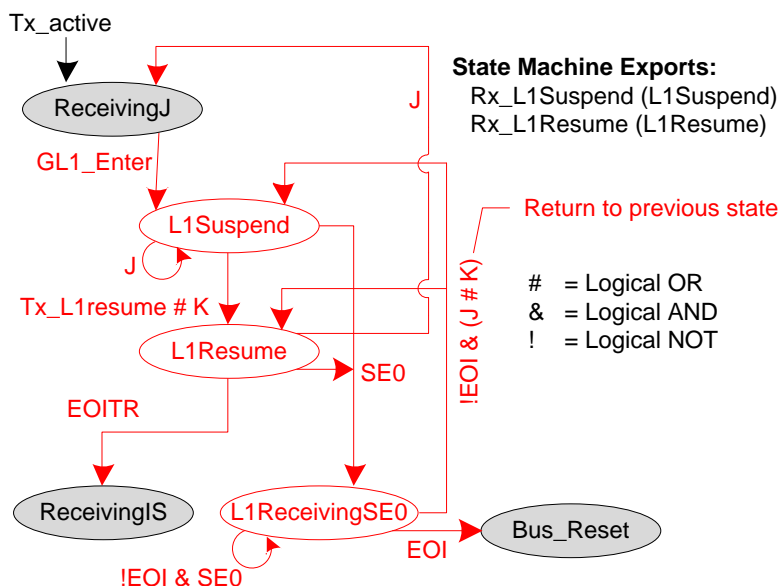 Tx_active
State Machine Exports:
Rx_L1Suspend (L1Suspend)
Rx_L1Resume (L1Resume)
ReceivingJ
J
GL1_Enter
L1Suspend
Return to previous state
J
# = Logical OR
& = Logical AND
! = Logical NOT
Tx_L1resume # K
L1Resume
SE0
!EOI & (J # K)
EOITR
ReceivingIS
L1ReceivingSE0
Bus_Reset
EOI
!EOI & SE0